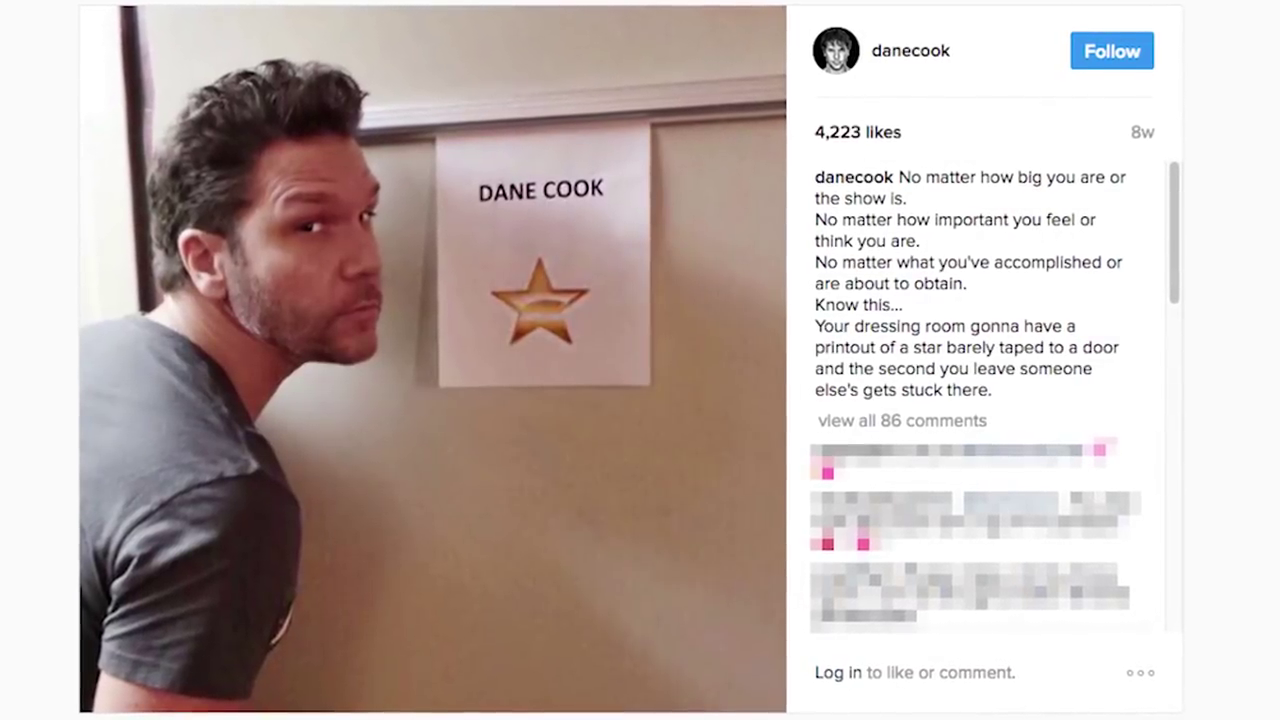 danecook
Follow
DANE COOK
4,223 likes
8w
danecook No matter how big you are or
the show is.
No matter how important you feel or
think you are.
No matter what you've accomplished or
are about to obtain.
Know this...
Your dressing room gonna have a
printout of a star barely taped to a door
and the second you leave someone
else's gets stuck there.
view all 86 comments
Log in to like or comment.